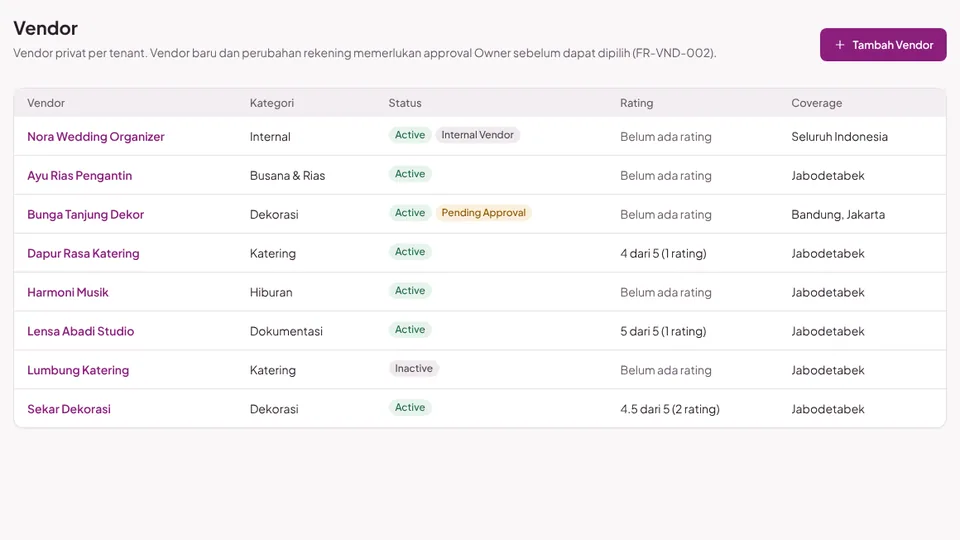 Vendor
Vendor privat per tenant. Vendor baru dan perubahan rekening memerlukan approval Owner sebelum dapat dipilih (FR-VND-002).
+ Tambah Vendor
Vendor Kategori Status Rating Coverage
Nora Wedding Organizer Internal Active Internal Vendor Belum ada rating Seluruh Indonesia
Ayu Rias Pengantin Busana & Rias Active Belum ada rating Jabodetabek
Bunga Tanjung Dekor Dekorasi Active Pending Approval Belum ada rating Bandung, Jakarta
Dapur Rasa Katering Katering Active 4 dari 5 (1 rating) Jabodetabek
Harmoni Musik Hiburan Active Belum ada rating Jabodetabek
Lensa Abadi Studio Dokumentasi Active 5 dari 5 (1 rating) Jabodetabek
Lumbung Katering Katering Inactive Belum ada rating Jabodetabek
Sekar Dekorasi Dekorasi Active 4.5 dari 5 (2 rating) Jabodetabek